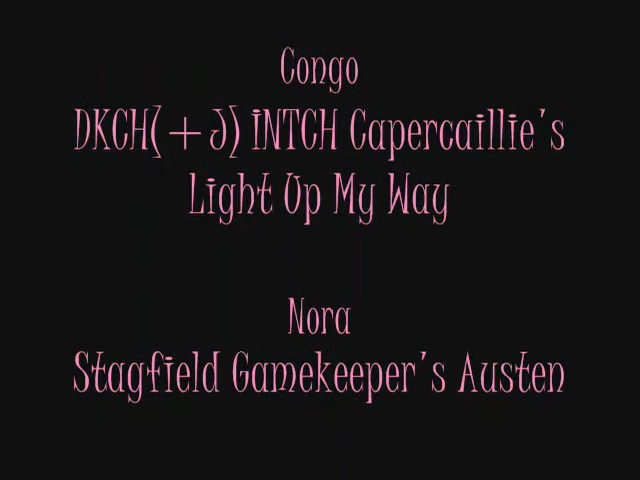 Congo
DKCH(+J) INTCH Capercaillie's
Light Up My Way
Nora
Stagfield Gamekeeper's Austen